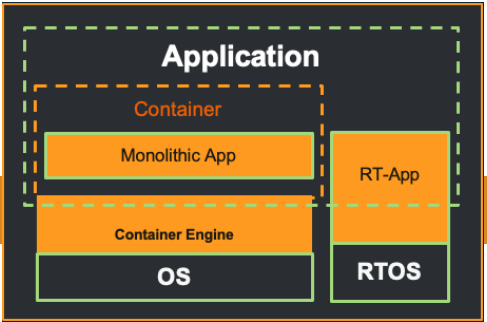 Application
Container
Monolithic App
RT-App
Container Engine
OS
RTOS